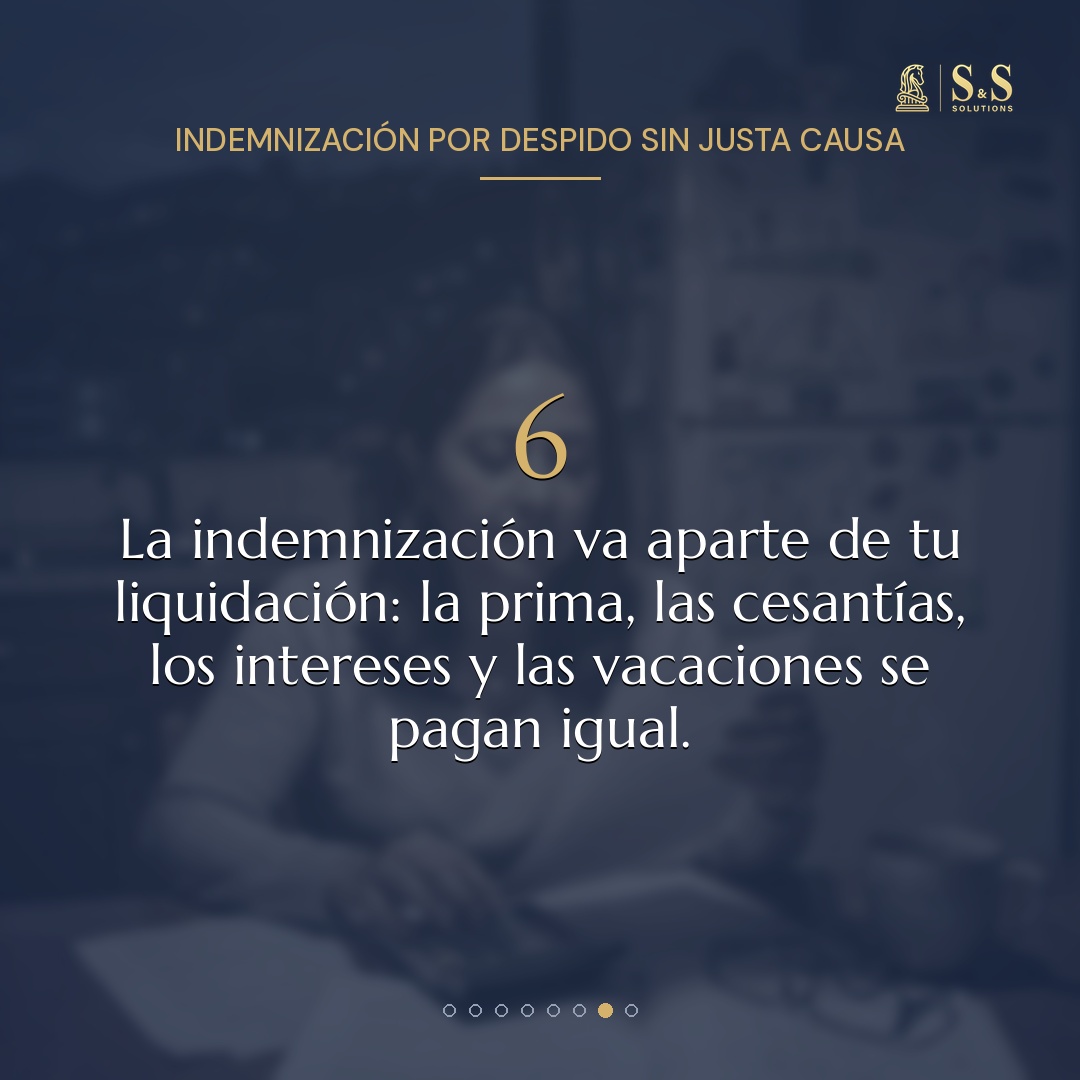 S&S
SOLUTIONS
INDEMNIZACIÓN POR DESPIDO SIN JUSTA CAUSA
6
La indemnización va aparte de tu
liquidación: la prima, las cesantías,
los intereses y las vacaciones se
pagan igual.